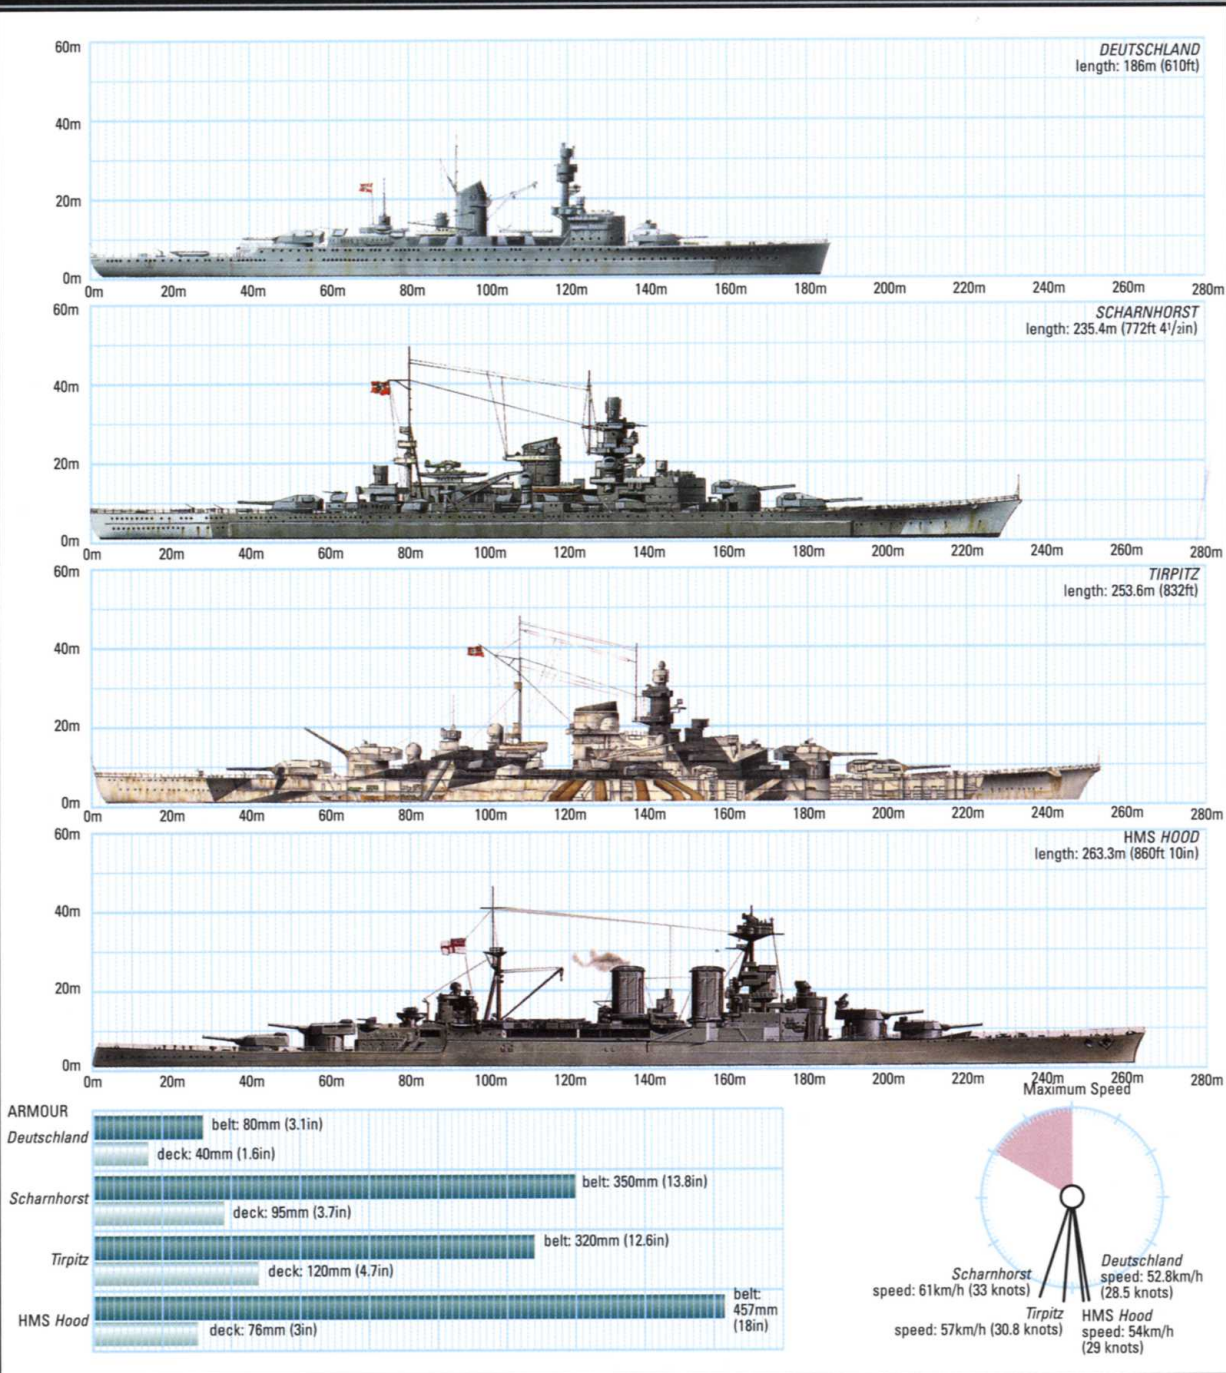 60m
DEUTSCHLAND
length: 186m (610ft)
40m
20m
0m
0m 20m 40m 60m 80m 100m 120m 140m 160m 180m 200m 220m 240m 260m 280m
60m
SCHARNHORST
length: 235.4m (772ft 4 1/2in)
40m
20m
0m
0m 20m 40m 60m 80m 100m 120m 140m 160m 180m 200m 220m 240m 260m 280m
60m
TIRPITZ
length: 253.6m (832ft)
40m
20m
0m
0m 20m 40m 60m 80m 100m 120m 140m 160m 180m 200m 220m 240m 260m 280m
60m
HMS HOOD
length: 263.3m (860ft 10in)
40m
20m
0m
0m 20m 40m 60m 80m 100m 120m 140m 160m 180m 200m 220m 240m 260m 280m
ARMOUR
Deutschland
belt: 80mm (3.1in)
deck: 40mm (1.6in)
Scharnhorst
belt: 350mm (13.8in)
deck: 95mm (3.7in)
Tirpitz
belt: 320mm (12.6in)
deck: 120mm (4.7in)
HMS Hood
belt:
457mm
(18in)
deck: 76mm (3in)
Maximum Speed
Scharnhorst
speed: 61km/h (33 knots)
Tirpitz
speed: 57km/h (30.8 knots)
Deutschland
speed: 52.8km/h
(28.5 knots)
HMS Hood
speed: 54km/h
(29 knots)